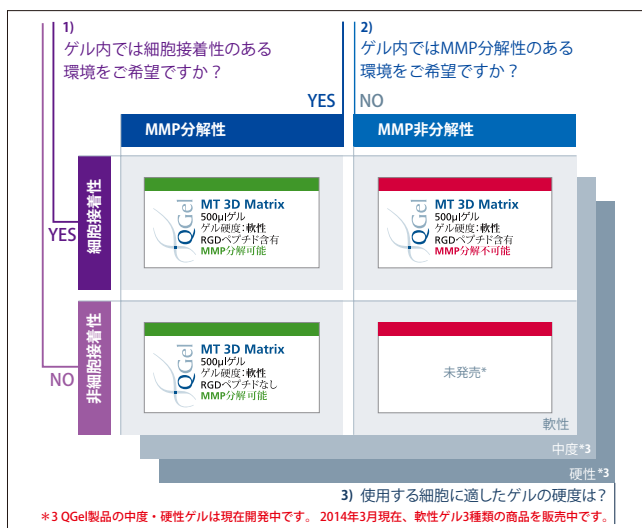 1)
ゲル内では細胞接着性のある
環境をご希望ですか？
2)
ゲル内ではMMP分解性のある
環境をご希望ですか？
YES
NO
MMP分解性
MMP非分解性
細胞接着性
YES
QGel
MT 3D Matrix
500μlゲル
ゲル硬度：軟性
RGDペプチド含有
MMP分解可能
QGel
MT 3D Matrix
500μlゲル
ゲル硬度：軟性
RGDペプチド含有
MMP分解不可能
非細胞接着性
NO
QGel
MT 3D Matrix
500μlゲル
ゲル硬度：軟性
RGDペプチドなし
MMP分解可能
未発売*
軟性
中度*3
硬性*3
3) 使用する細胞に適したゲルの硬度は？
＊3 QGel製品の中度・硬性ゲルは現在開発中です。 2014年3月現在、軟性ゲル3種類の商品を販売中です。